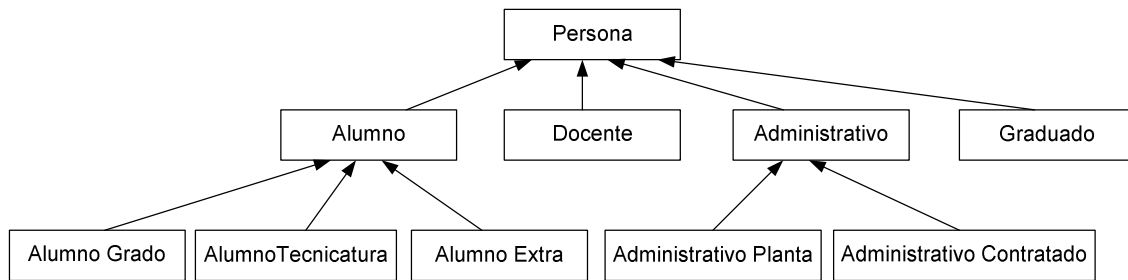 Persona
Alumno
Docente
Administrativo
Graduado
Alumno Grado
AlumnoTecnicatura
Alumno Extra
Administrativo Planta
Administrativo Contratado